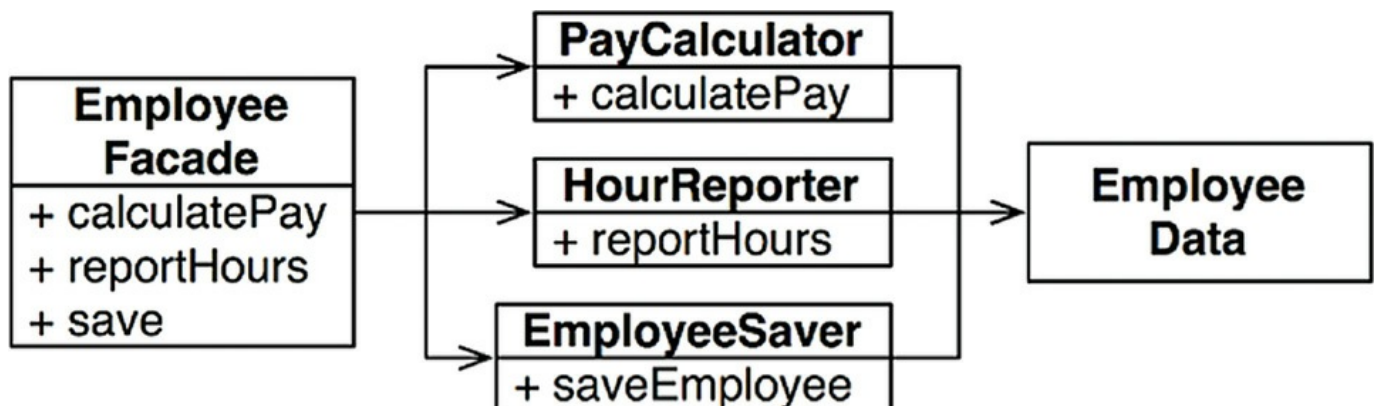 Employee
Facade
+ calculatePay
+ reportHours
+ save
PayCalculator
+ calculatePay
HourReporter
+ reportHours
EmployeeSaver
+ saveEmployee
Employee
Data